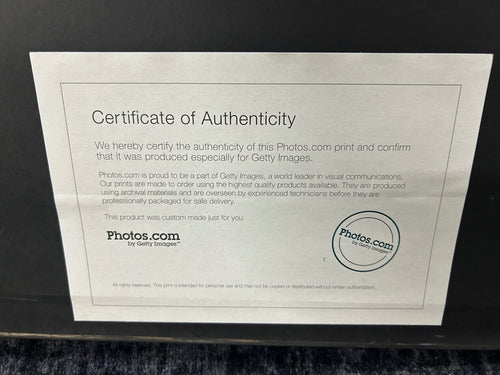 Certificate of Authenticity
We hereby certify the authenticity of this Photos.com print and confirm
that it was produced especially for Getty Images.
Photos.com is proud to be a part of Getty Images, a world leader in visual communications.
Our prints are made to order using the highest quality products available. They are produced
using archival materials and are overseen by experienced technicians before they are
professionally packaged for safe delivery.
This product was custom made just for you.
Photos.com
by Getty Images™
Photos.com
by Getty Images™
All rights reserved. This print is intended for personal use and may not be copied or distributed without written authorization.